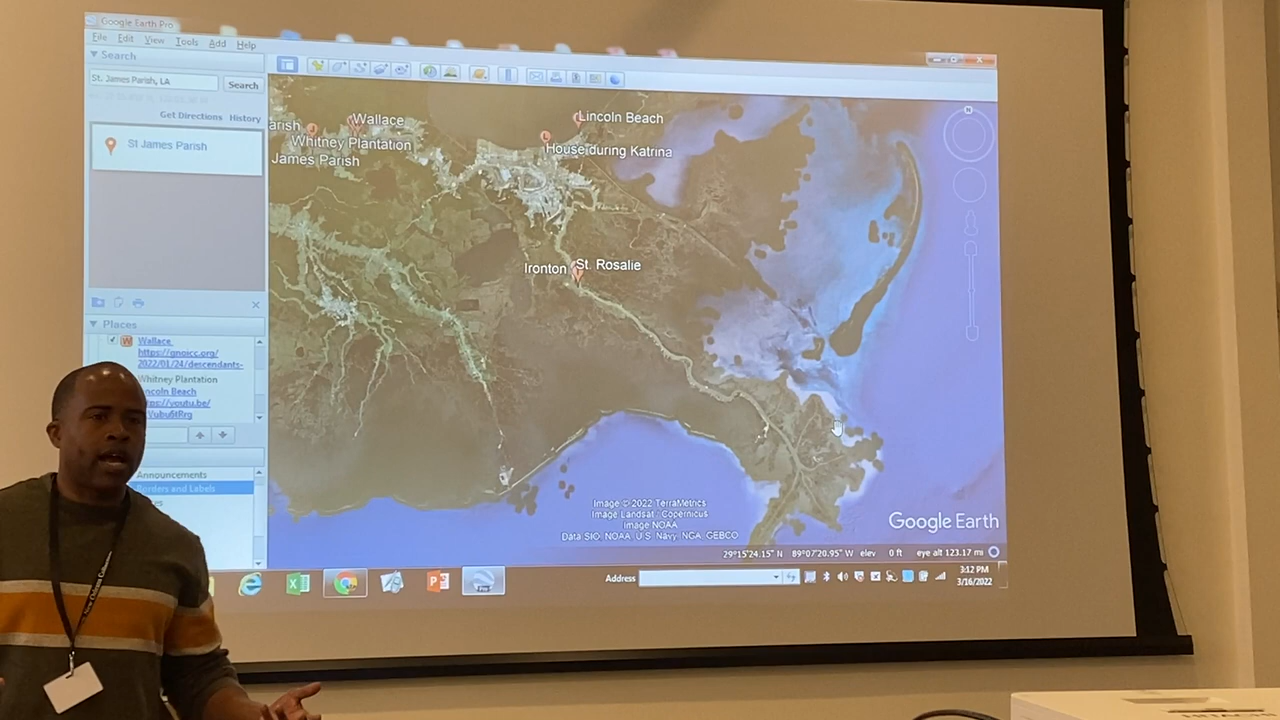 Google Earth Pro
File Edit View Tools Add Help
Search
St. James Parish, LA
Search
Get Directions History
St James Parish
Places
Wallace
https://gnoicc.org/
2022/01/24/descendants-
Whitney Plantation
Lincoln Beach
Announcements
Borders and Labels
arish
Wallace
Whitney Plantation
James Parish
Lincoln Beach
House during Katrina
Ironton
St. Rosalie
N
Image © 2022 TerraMetrics
Image Landsat / Copernicus
Image NOAA
Data SIO, NOAA, U.S. Navy, NGA, GEBCO
Google Earth
29°15'24.15" N 89°07'20.95" W elev 0 ft eye alt 123.17 mi
Address
3:12 PM
3/16/2022